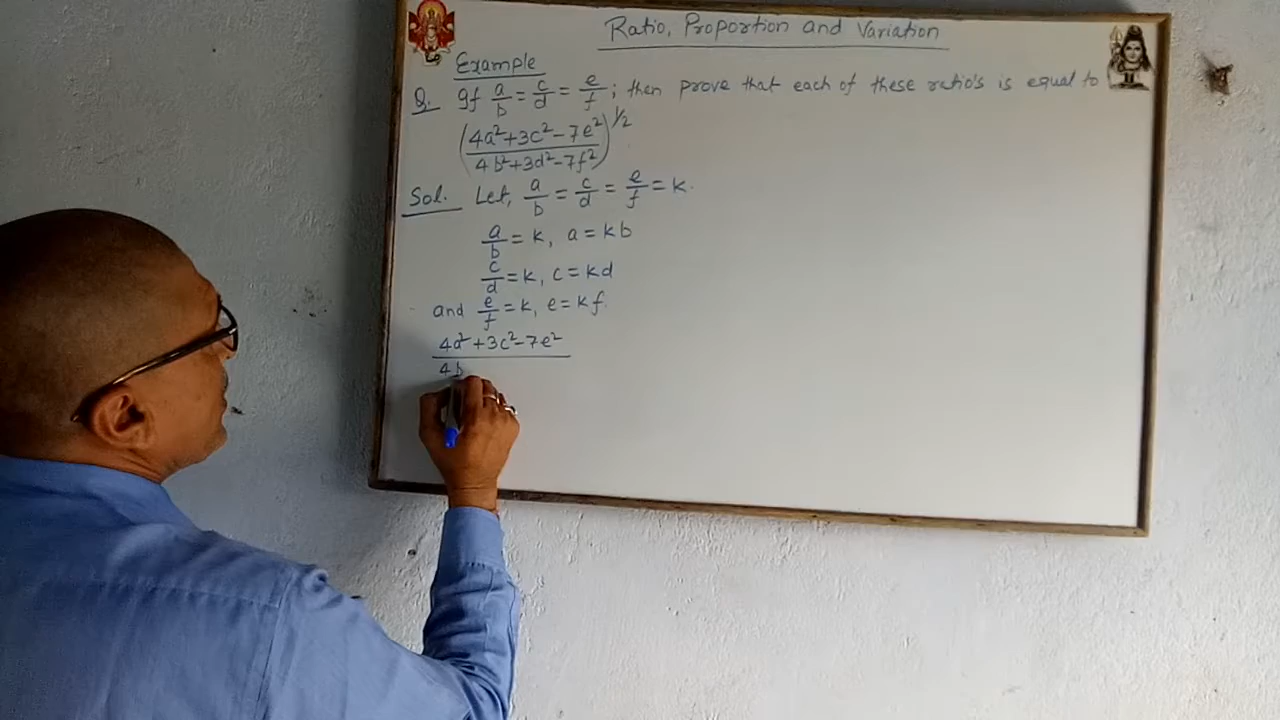 Ratio, Proportion and Variation
Example
Q. If a/b = c/d = e/f ; then prove that each of these ratio's is equal to
((4a²+3c²-7e²)/(4b²+3d²-7f²))^1/2
Sol. Let, a/b = c/d = e/f = k.
a/b = k, a = kb
c/d = k, c = kd
and e/f = k, e = kf.
4a²+3c²-7e²
4b